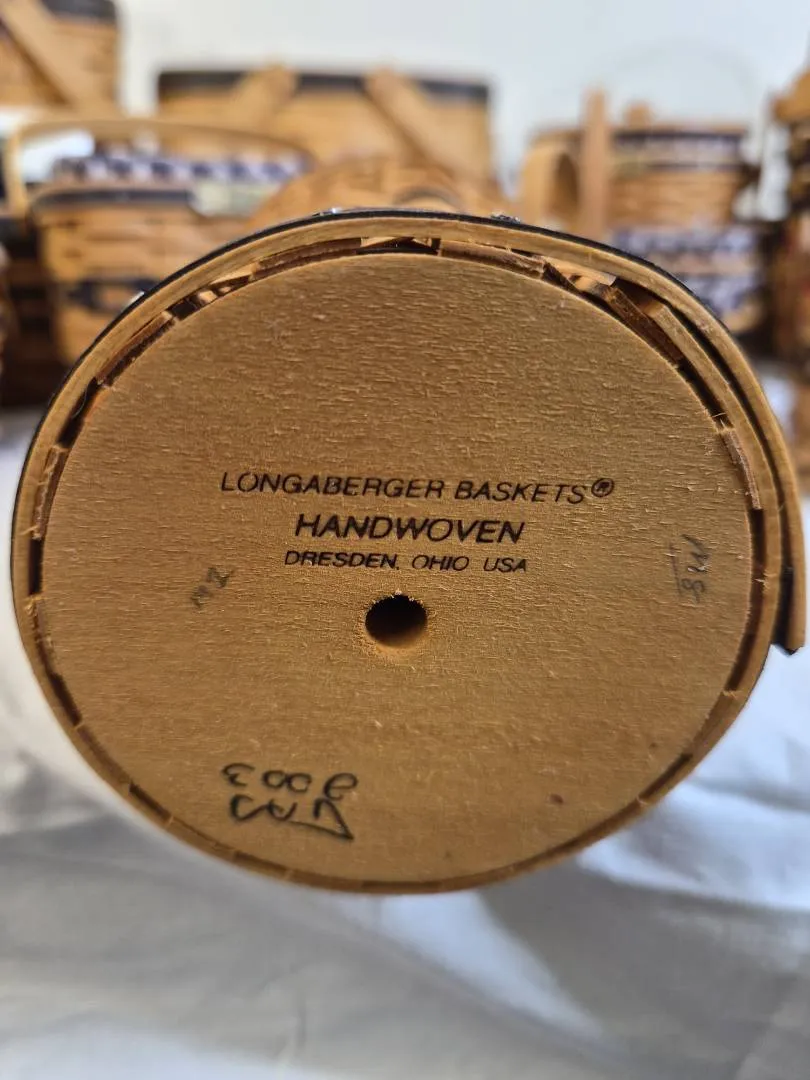 LONGABERGER BASKETS®
HANDWOVEN
DRESDEN, OHIO USA
2003